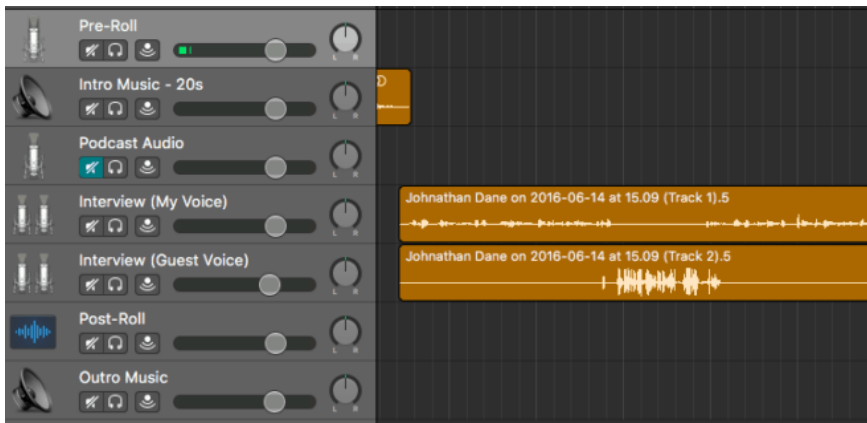 Pre-Roll
L R
Intro Music - 20s
L R
Podcast Audio
L R
Interview (My Voice)
L R
Johnathan Dane on 2016-06-14 at 15.09 (Track 1).5
Interview (Guest Voice)
L R
Johnathan Dane on 2016-06-14 at 15.09 (Track 2).5
Post-Roll
L R
Outro Music
L R